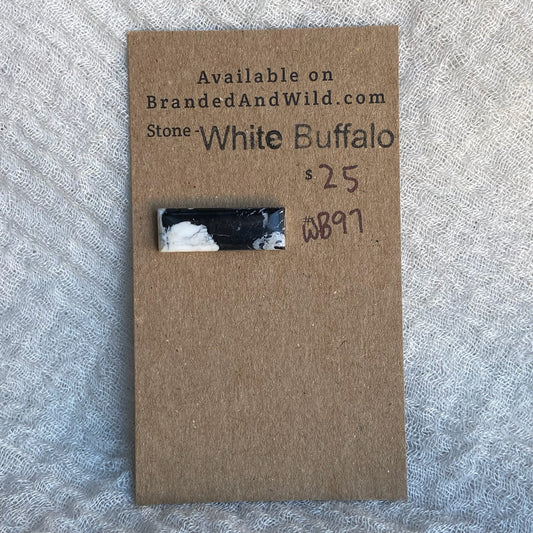 Available on
BrandedAndWild.com
Stone - White Buffalo
$ 25
#WB97